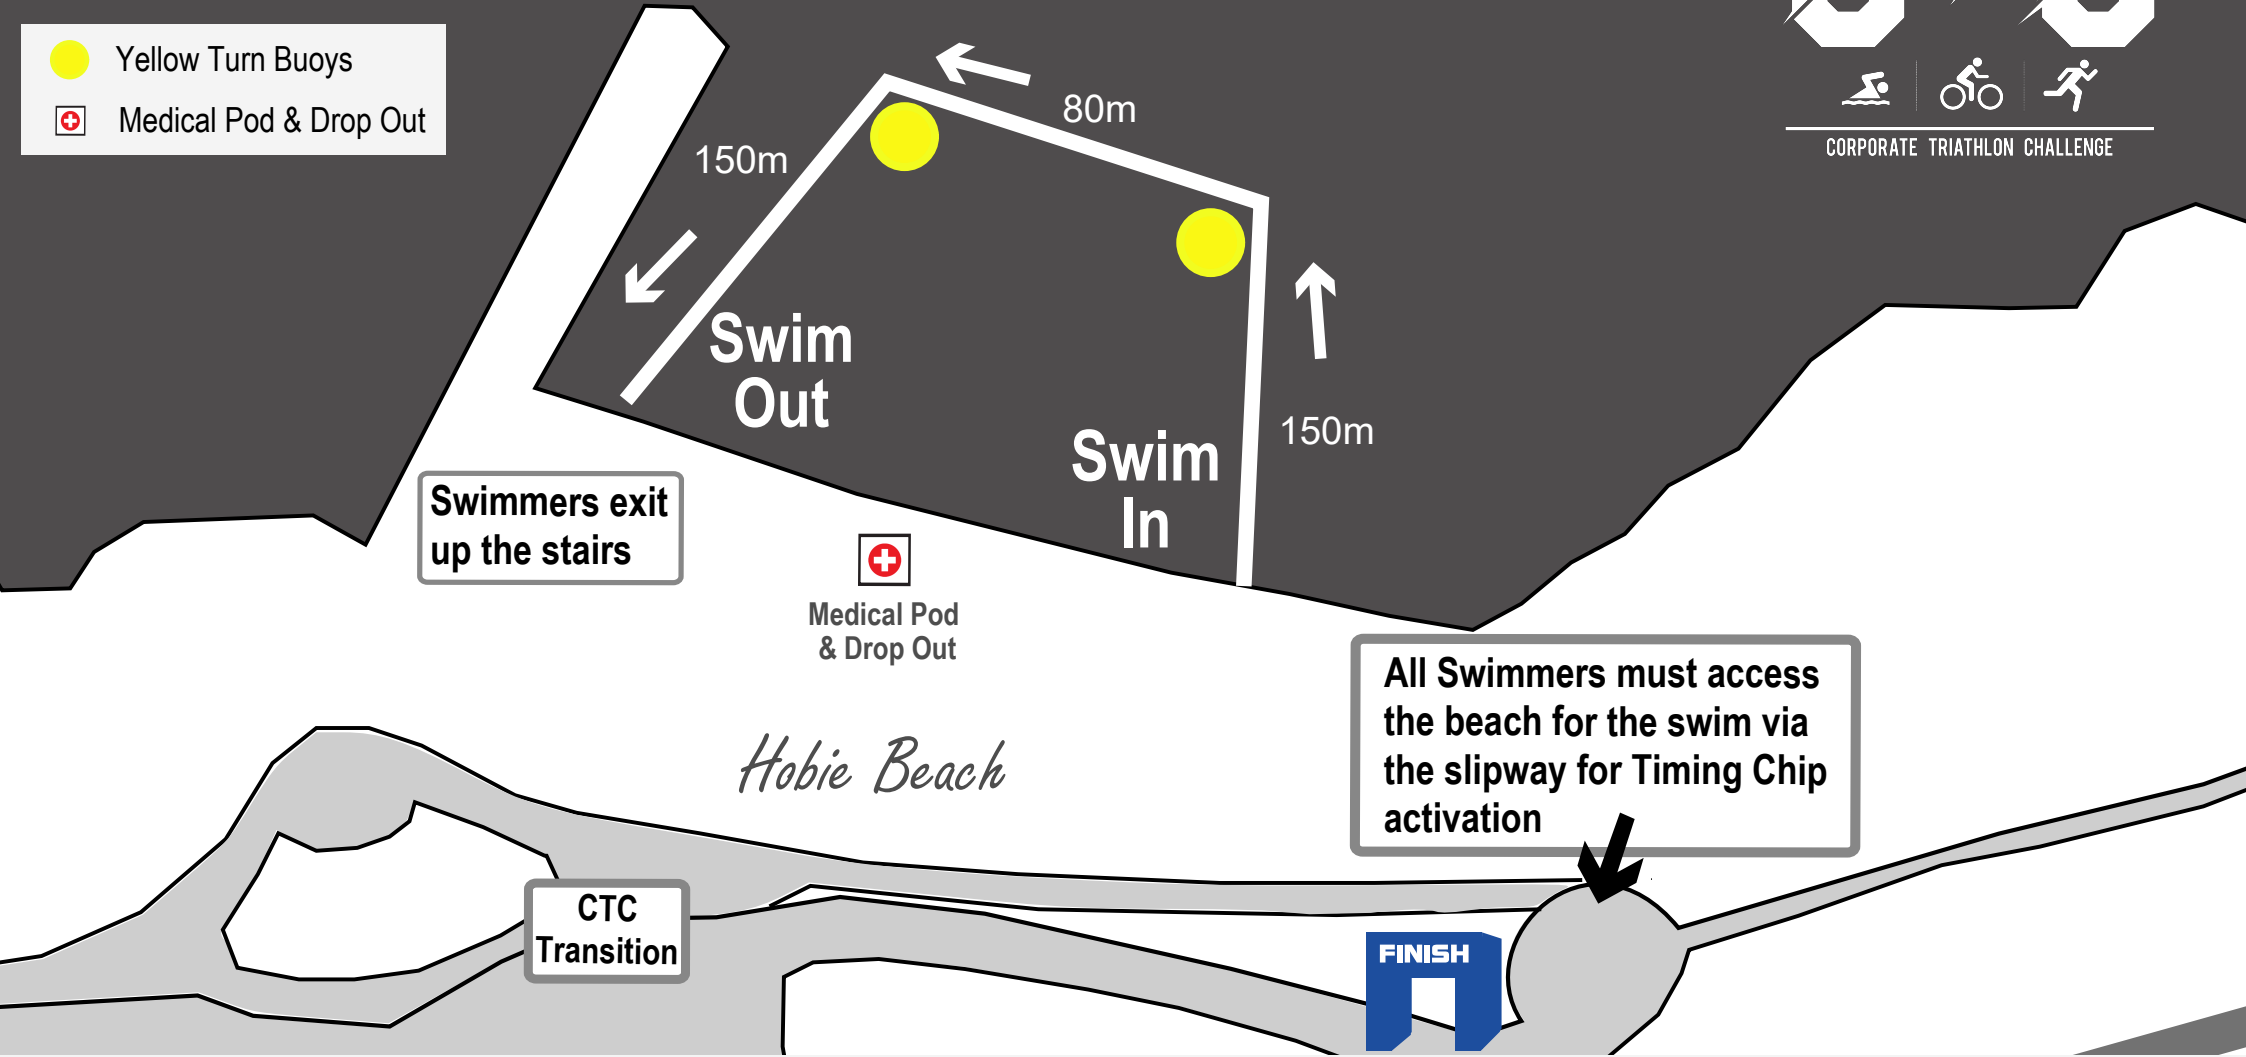 Yellow Turn Buoys
Medical Pod & Drop Out
80m
150m
CORPORATE TRIATHLON CHALLENGE
Swim
Out
Swim
In
150m
Swimmers exit
up the stairs
Medical Pod
& Drop Out
All Swimmers must access
the beach for the swim via
the slipway for Timing Chip
activation
Hobie Beach
CTC
Transition
FINISH